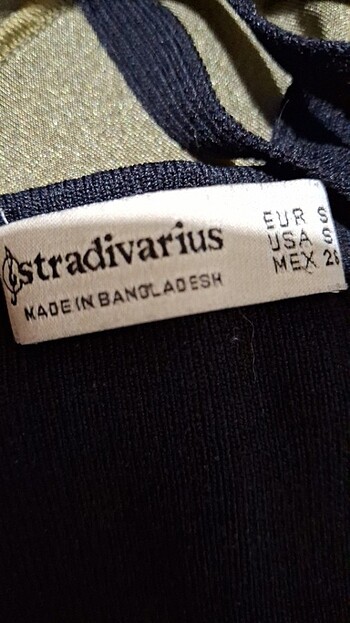 stradivarius
MADE IN BANGLADESH
EUR S
USA S
MEX